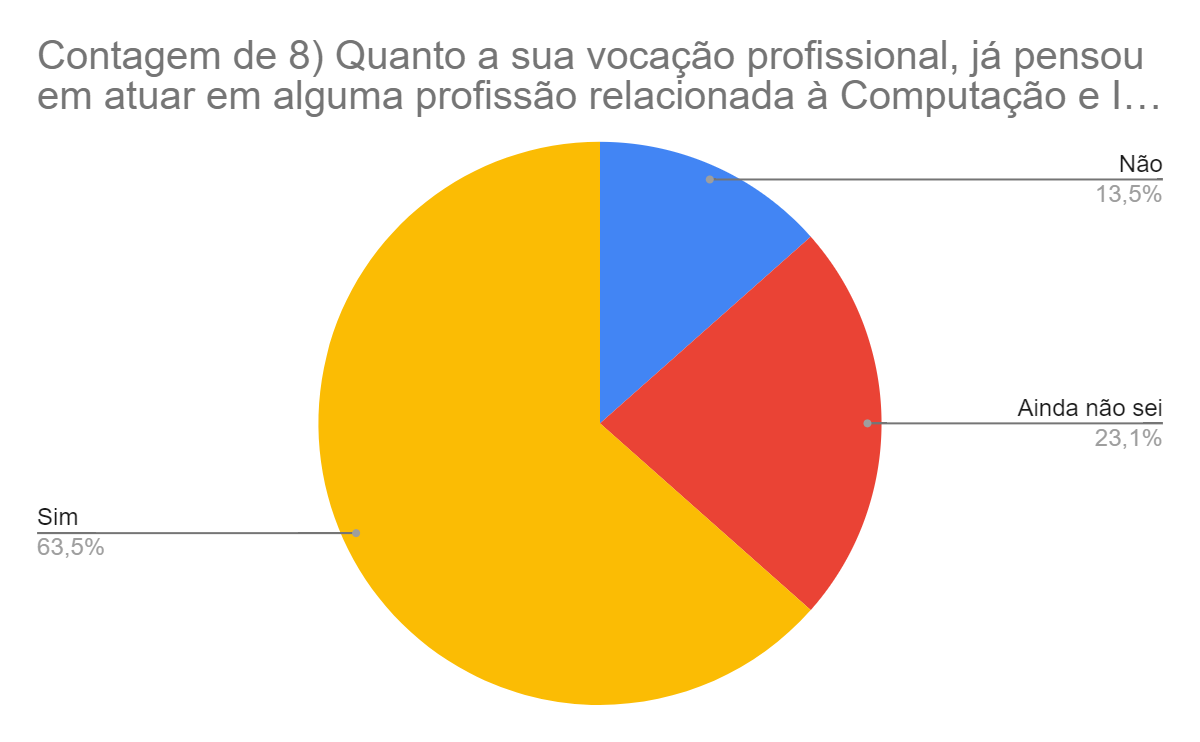 Contagem de 8) Quanto a sua vocação profissional, já pensou
em atuar em alguma profissão relacionada à Computação e I…
Não
13,5%
Ainda não sei
23,1%
Sim
63,5%